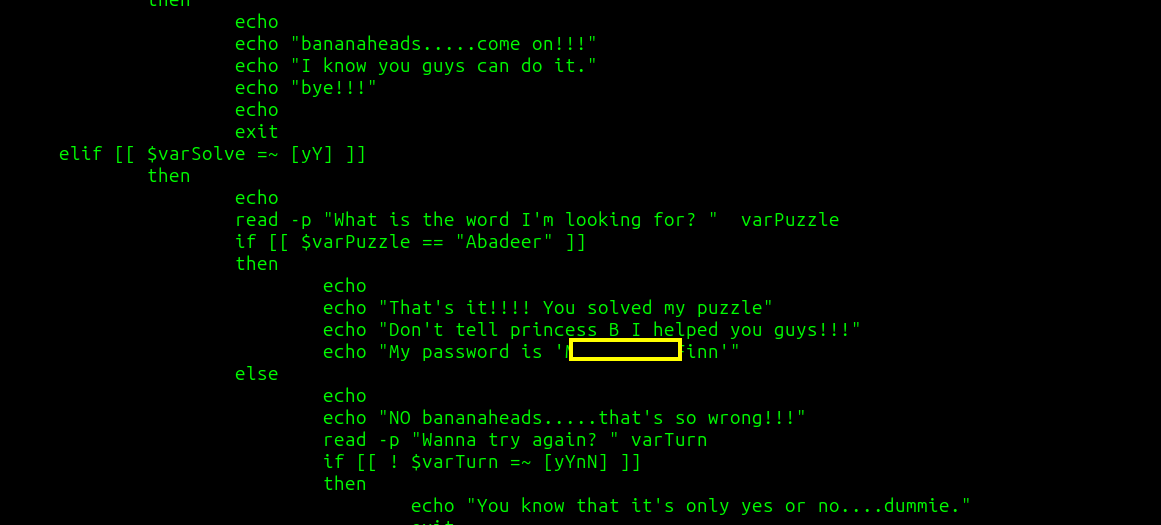 then
echo
echo "bananaheads.....come on!!!"
echo "I know you guys can do it."
echo "bye!!!"
echo
exit
elif [[ $varSolve =~ [yY] ]]
then
echo
read -p "What is the word I'm looking for? "  varPuzzle
if [[ $varPuzzle == "Abadeer" ]]
then
echo
echo "That's it!!!! You solved my puzzle"
echo "Don't tell princess B I helped you guys!!!"
echo "My password is '
else
echo
echo "NO bananaheads.....that's so wrong!!!"
read -p "Wanna try again? " varTurn
if [[ ! $varTurn =~ [yYnN] ]]
then
echo "You know that it's only yes or no....dummie."
exit